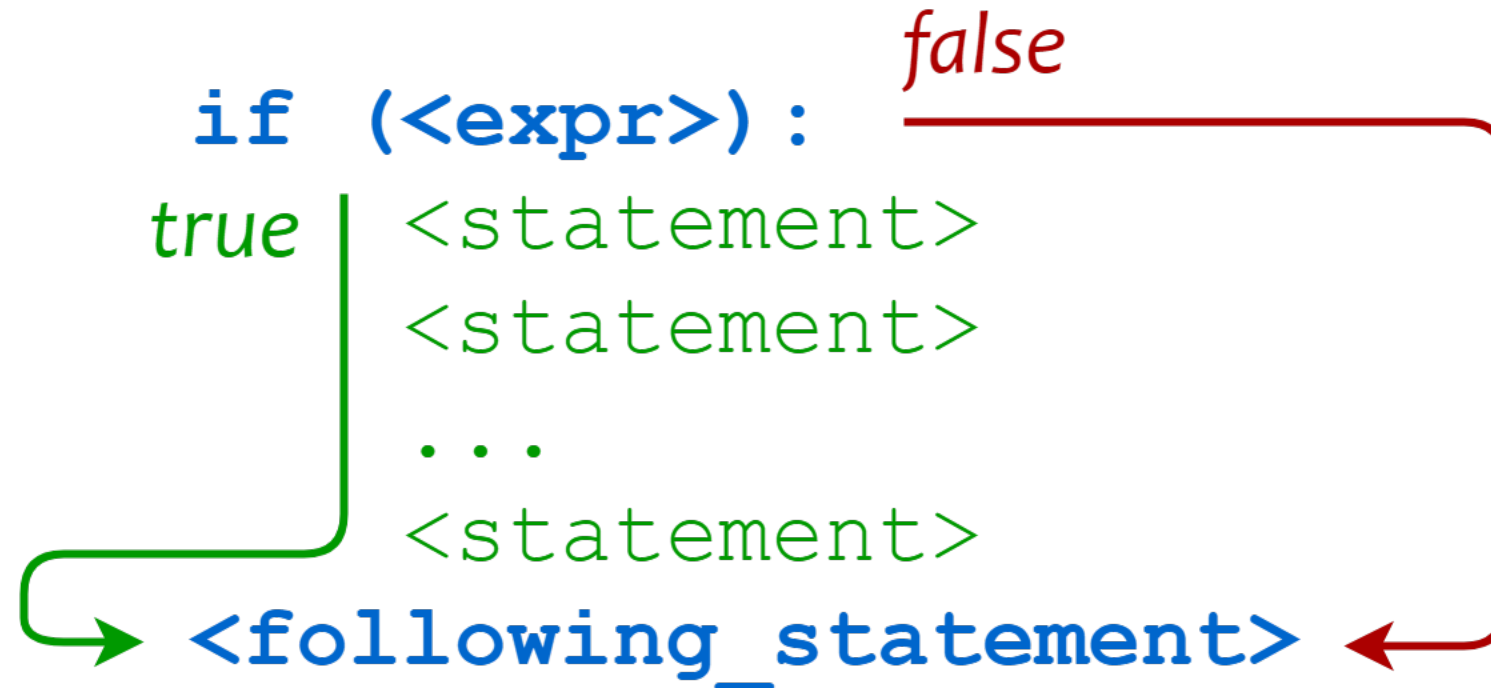 false
if (<expr>):
true
<statement>
<statement>
...
<statement>
<following_statement>